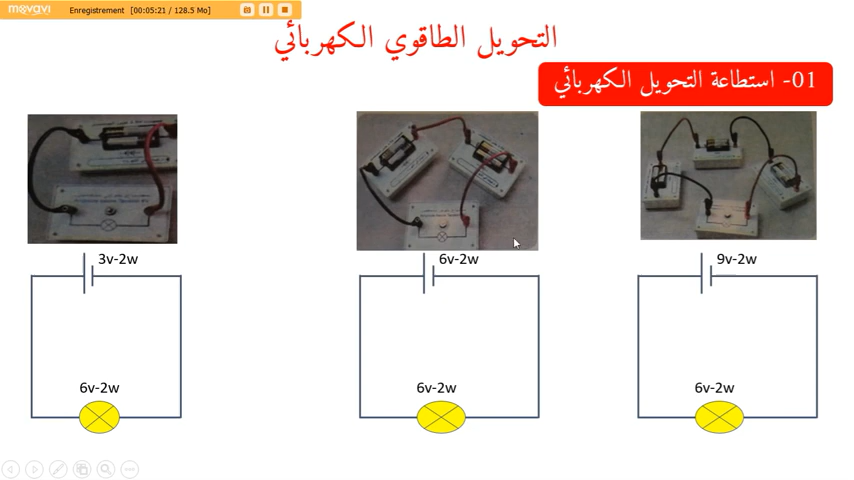 movavi Enregistrement [00:05:21 / 128.5 Mo]
التحويل الطاقوي الكهربائي
01- استطاعة التحويل الكهربائي
3v-2w
6v-2w
9v-2w
6v-2w
6v-2w
6v-2w